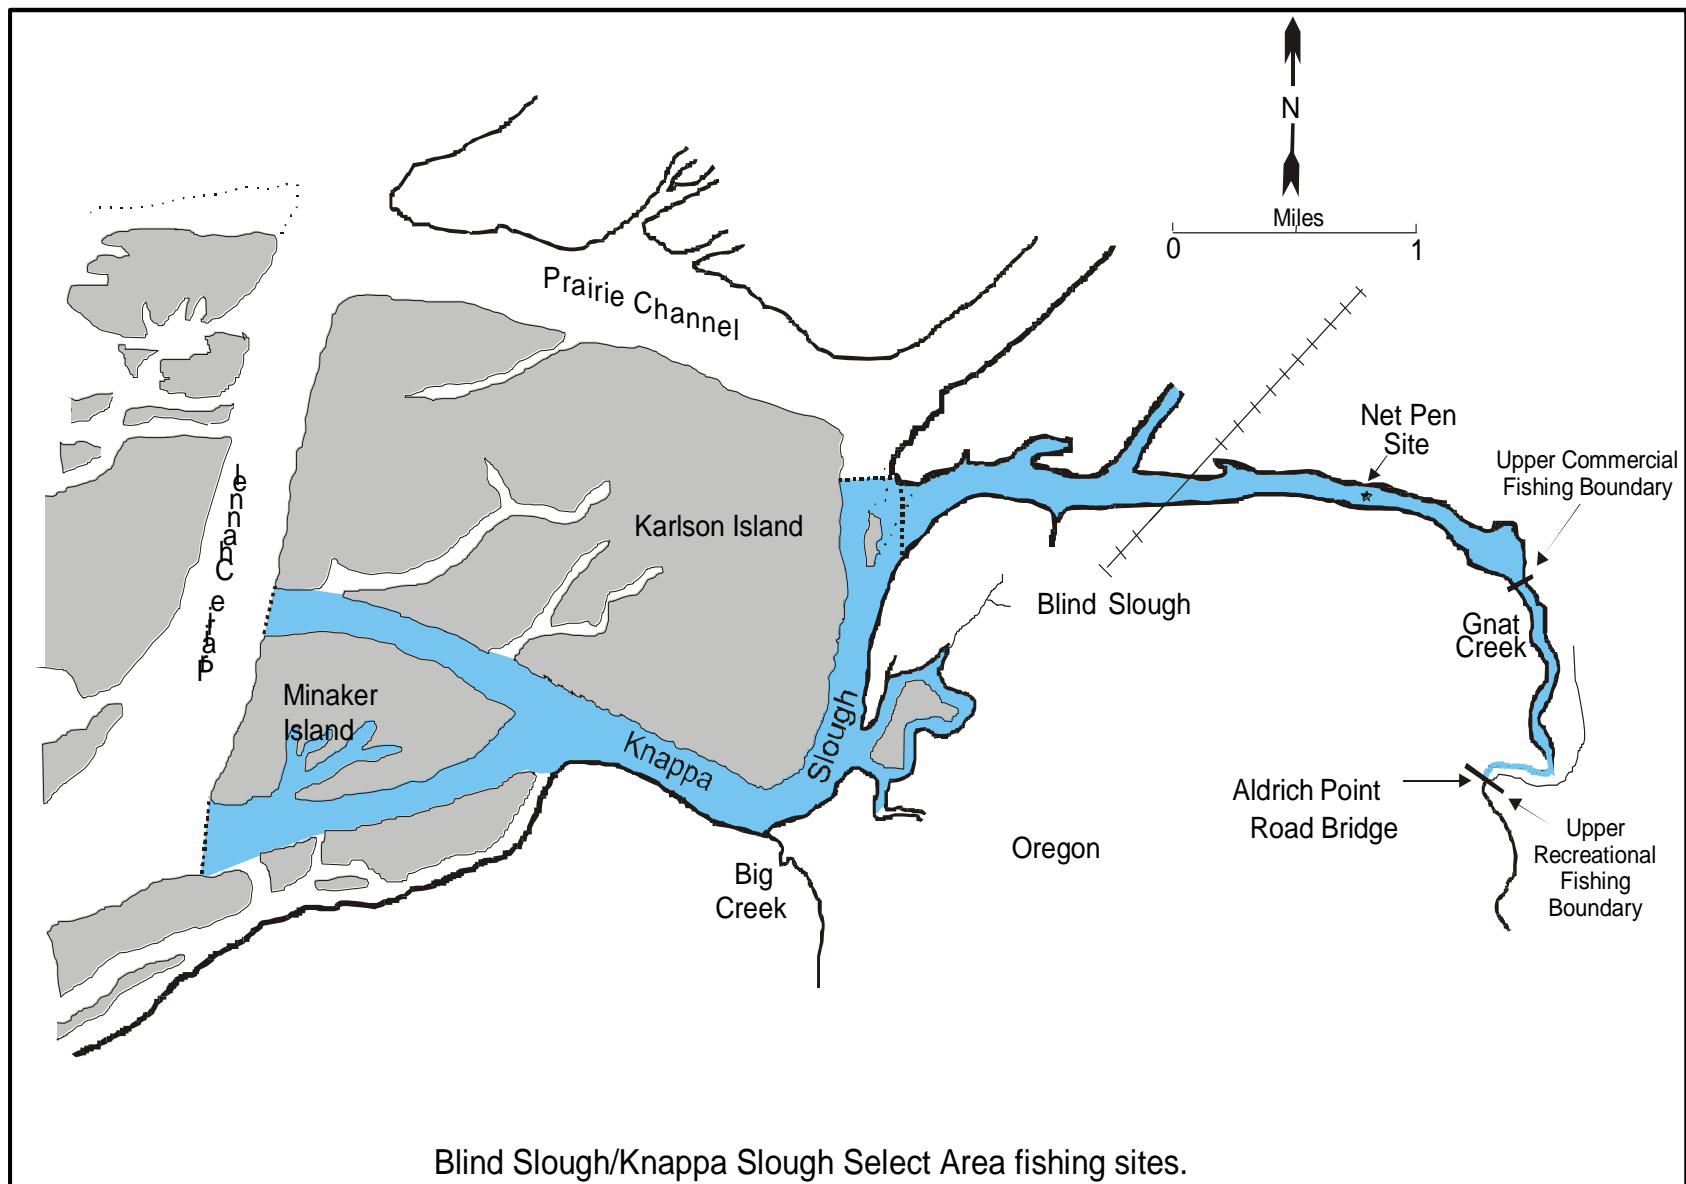 N
Miles
0 1
Prairie Channel
Net Pen
Site
Upper Commercial
Fishing Boundary
Karlson Island
Prairie Channel
Blind Slough
Gnat
Creek
Minaker
Island
Knappa
Slough
Aldrich Point
Road Bridge
Oregon
Upper
Recreational
Fishing
Boundary
Big
Creek
Blind Slough/Knappa Slough Select Area fishing sites.